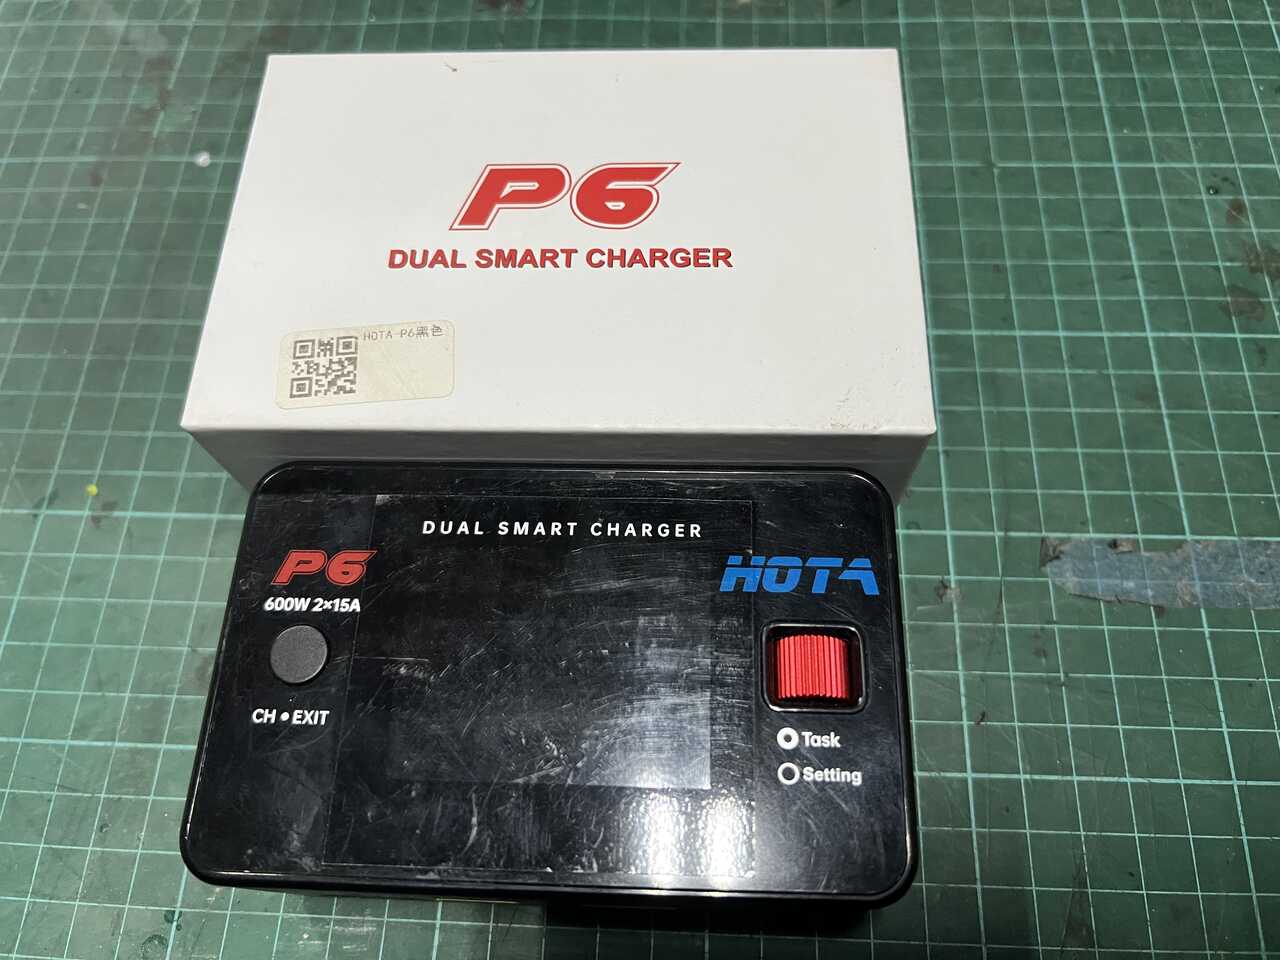 P6
DUAL SMART CHARGER
HOTA P6黑色
DUAL SMART CHARGER
P6
HOTA
600W 2×15A
CH•EXIT
Task
Setting